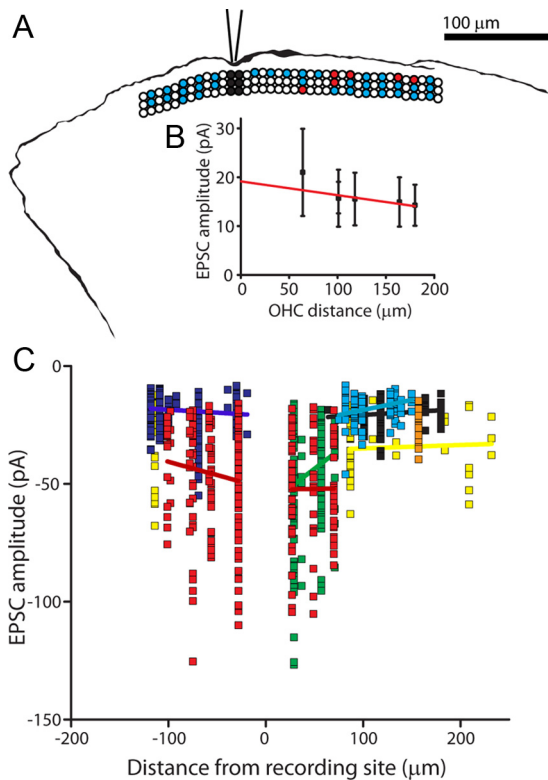 A
100 μm
B
EPSC amplitude (pA)
30
20
10
0
0 50 100 150 200
OHC distance (μm)
C
EPSC amplitude (pA)
0
-50
-100
-150
-200 -100 0 100 200
Distance from recording site (μm)